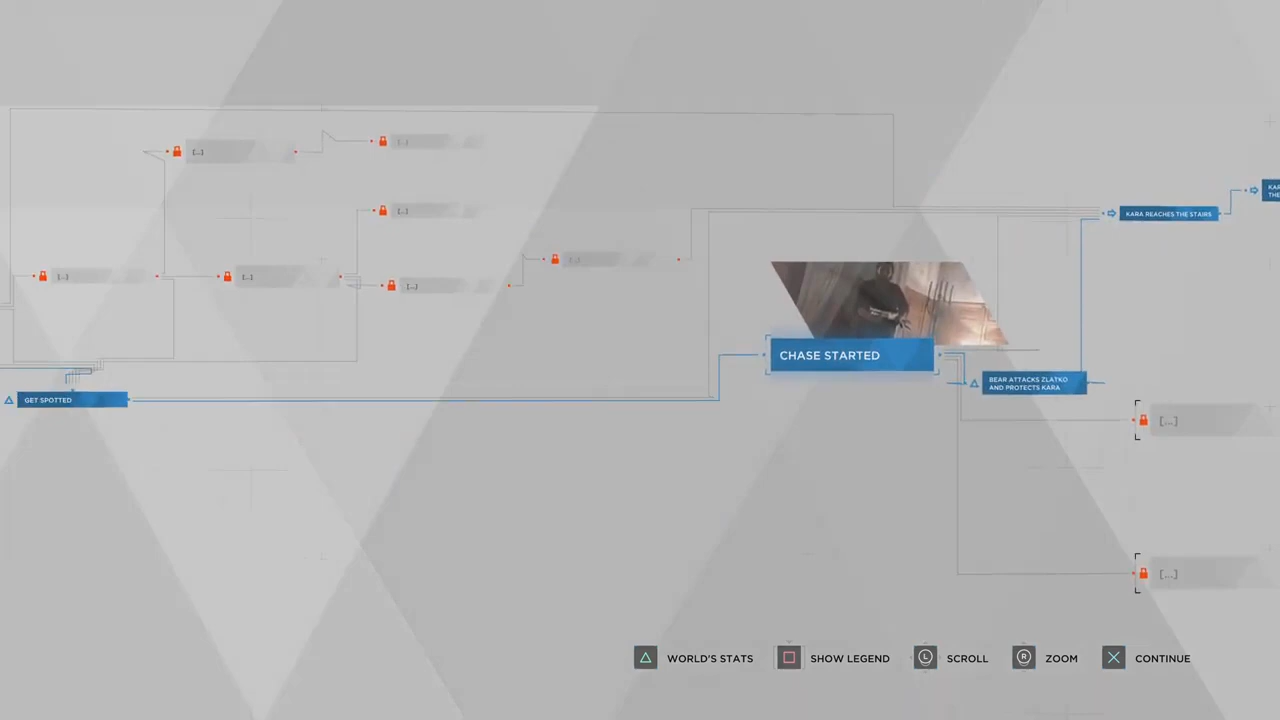 [...]
[...]
[...]
KARA REACHES THE STAIRS
[...]
[...]
[...]
[...]
CHASE STARTED
BEAR ATTACKS ZLATKO
AND PROTECTS KARA
GET SPOTTED
[...]
[...]
WORLD'S STATS
SHOW LEGEND
L
SCROLL
R
ZOOM
CONTINUE